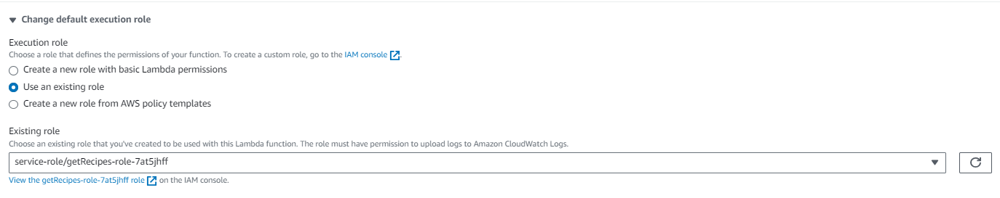 Change default execution role
Execution role
Choose a role that defines the permissions of your function. To create a custom role, go to the IAM console.
Create a new role with basic Lambda permissions
Use an existing role
Create a new role from AWS policy templates
Existing role
Choose an existing role that you've created to be used with this Lambda function. The role must have permission to upload logs to Amazon CloudWatch Logs.
service-role/getRecipes-role-7at5jhff
View the getRecipes-role-7at5jhff role on the IAM console.